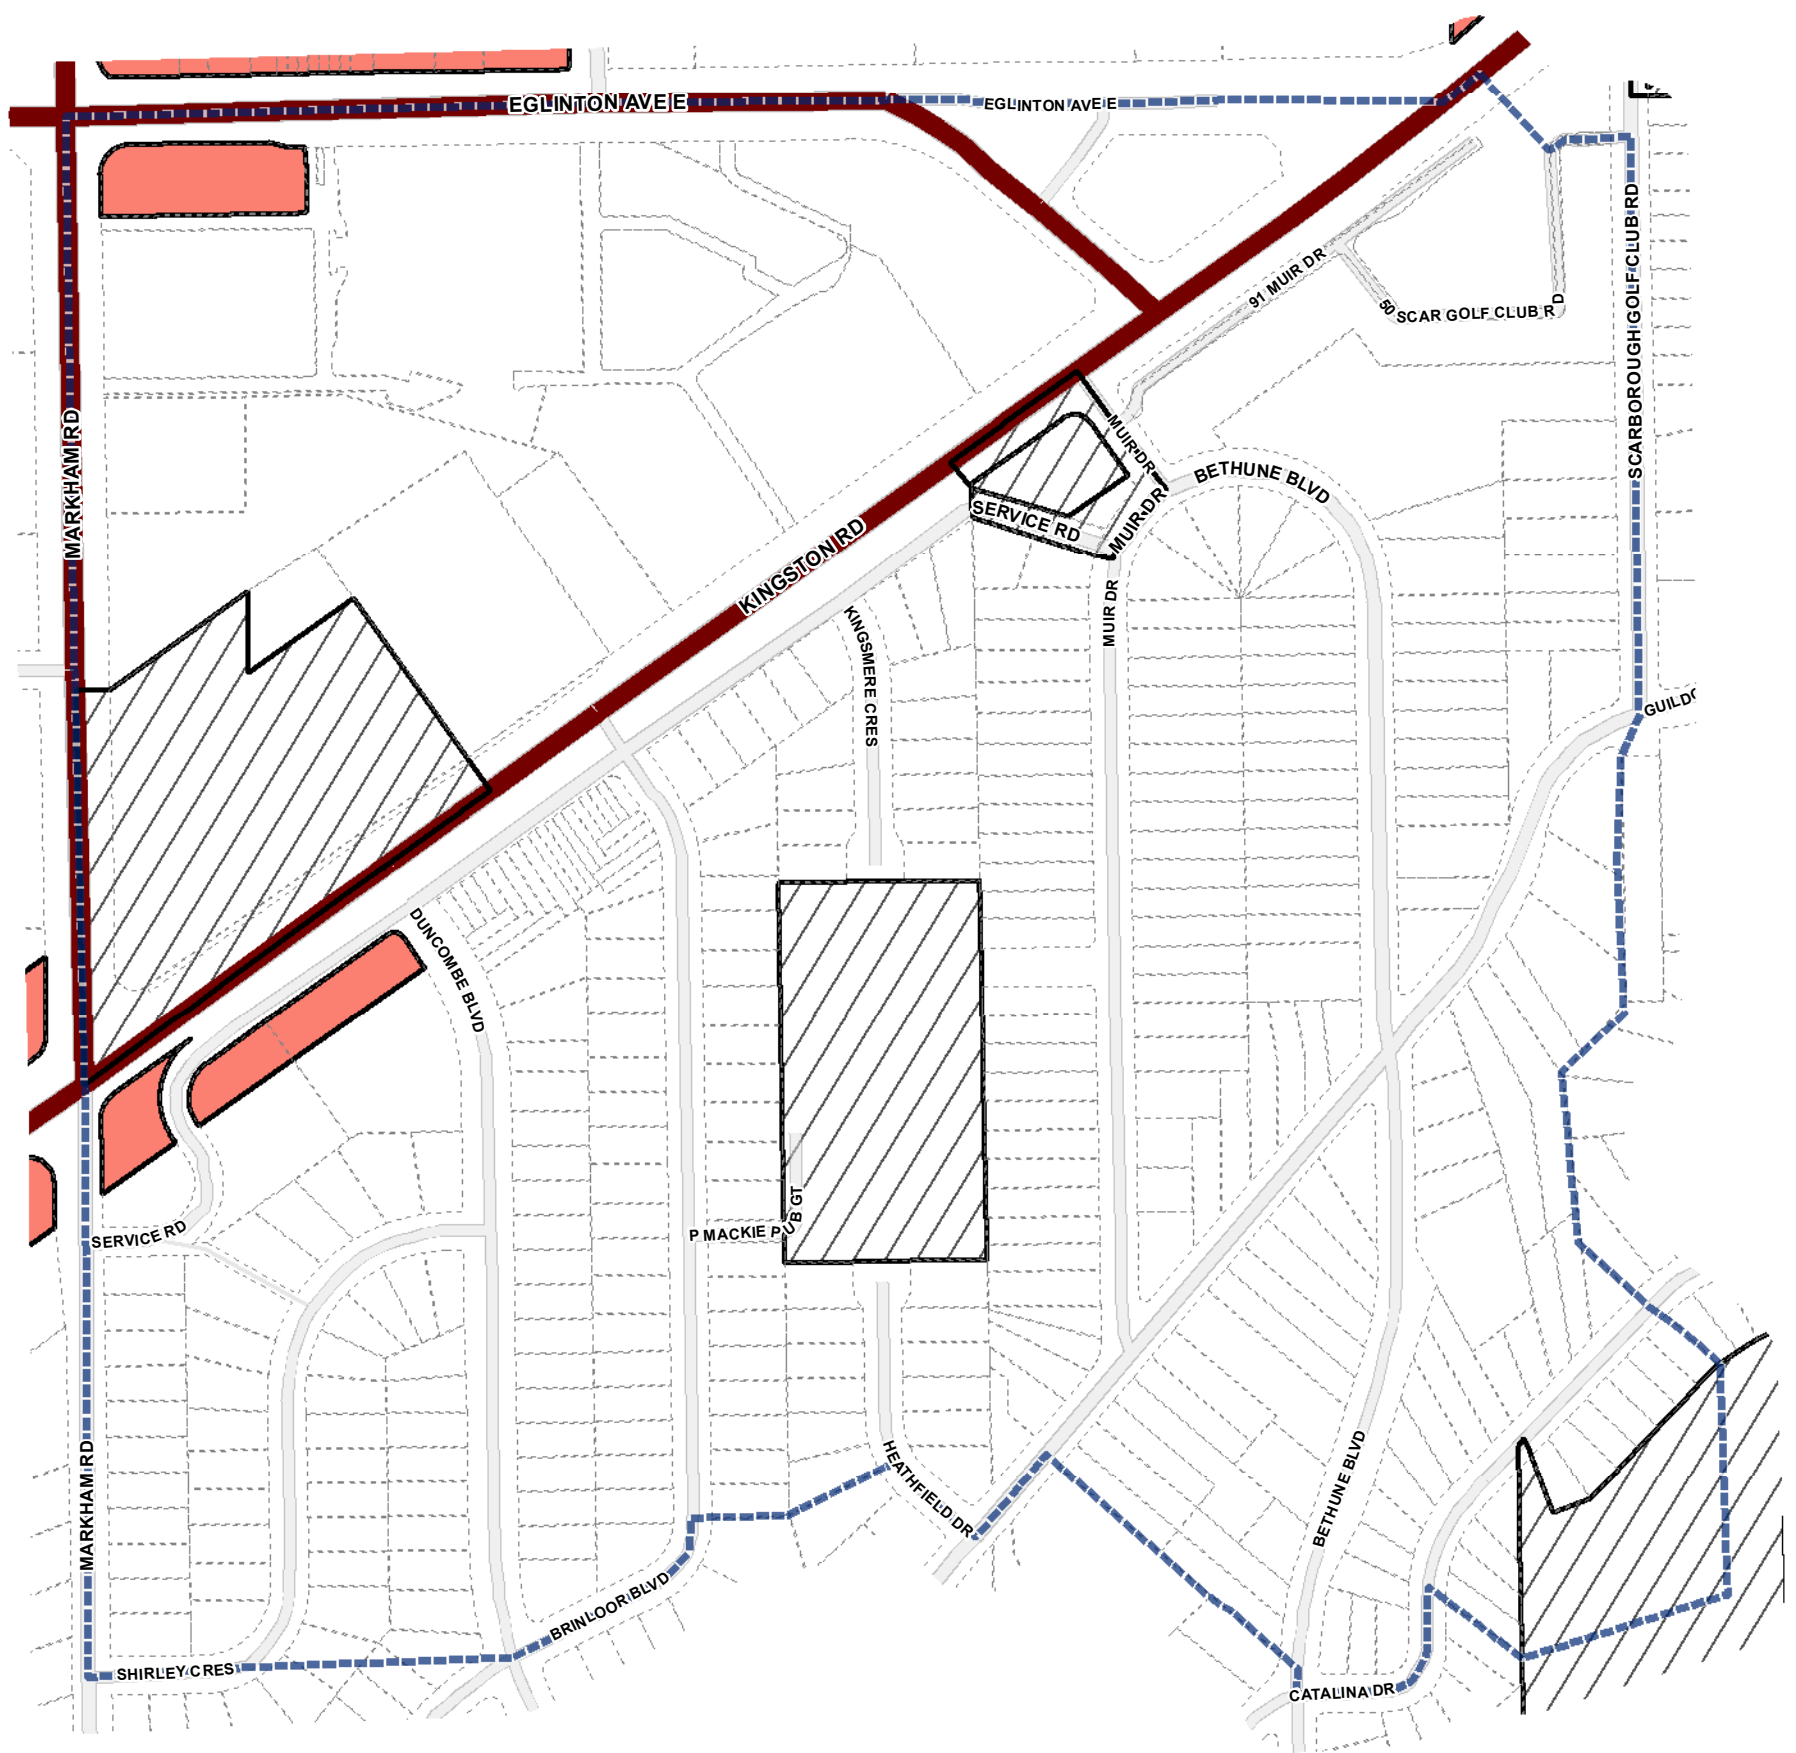 EGLINTON AVE E
EGLINTON AVE E
SCARBOROUGH GOLF CLUB RD
91 MUIR DR
50 SCAR GOLF CLUB RD
MARKHAM RD
MUIR DR
BETHUNE BLVD
SERVICE RD
MUIR DR
KINGSTON RD
MUIR DR
KINGSMERE CRES
GUILDO
DUNCOMBE BLVD
P MACKIE PUB GT
SERVICE RD
MARKHAM RD
HEATHFIELD DR
BETHUNE BLVD
BRINLOOR BLVD
SHIRLEY CRES
CATALINA DR